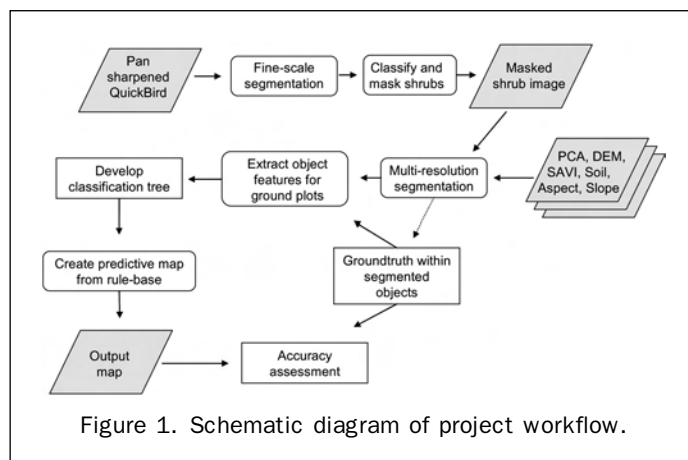 Pan
sharpened
QuickBird
Fine-scale
segmentation
Classify and
mask shrubs
Masked
shrub image
Develop
classification tree
Extract object
features for
ground plots
Multi-resolution
segmentation
PCA, DEM,
SAVI, Soil,
Aspect, Slope
Create predictive map
from rule-base
Groundtruth within
segmented
objects
Output
map
Accuracy
assessment
Figure 1. Schematic diagram of project workflow.